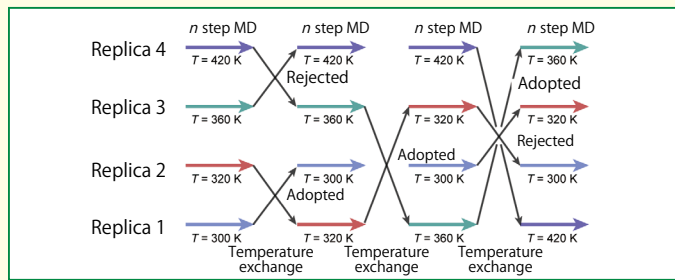 n step MD n step MD n step MD n step MD
Replica 4
T = 420 K T = 420 K T = 420 K T = 360 K
Rejected Adopted
Replica 3
T = 360 K T = 360 K T = 320 K T = 320 K
Rejected
Adopted
Replica 2
T = 320 K T = 300 K T = 300 K T = 300 K
Adopted
Replica 1
T = 300 K T = 320 K T = 360 K T = 420 K
Temperature Temperature Temperature
exchange exchange exchange